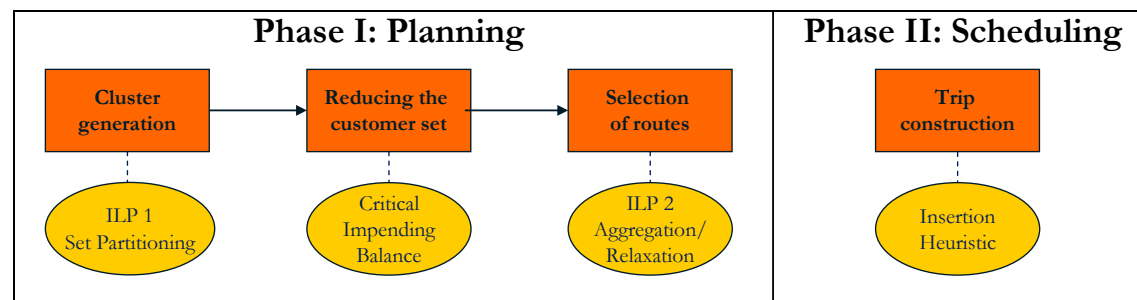 Phase I: Planning
Phase II: Scheduling
Cluster
generation
Reducing the
customer set
Selection
of routes
Trip
construction
ILP 1
Set Partitioning
Critical
Impending
Balance
ILP 2
Aggregation/
Relaxation
Insertion
Heuristic